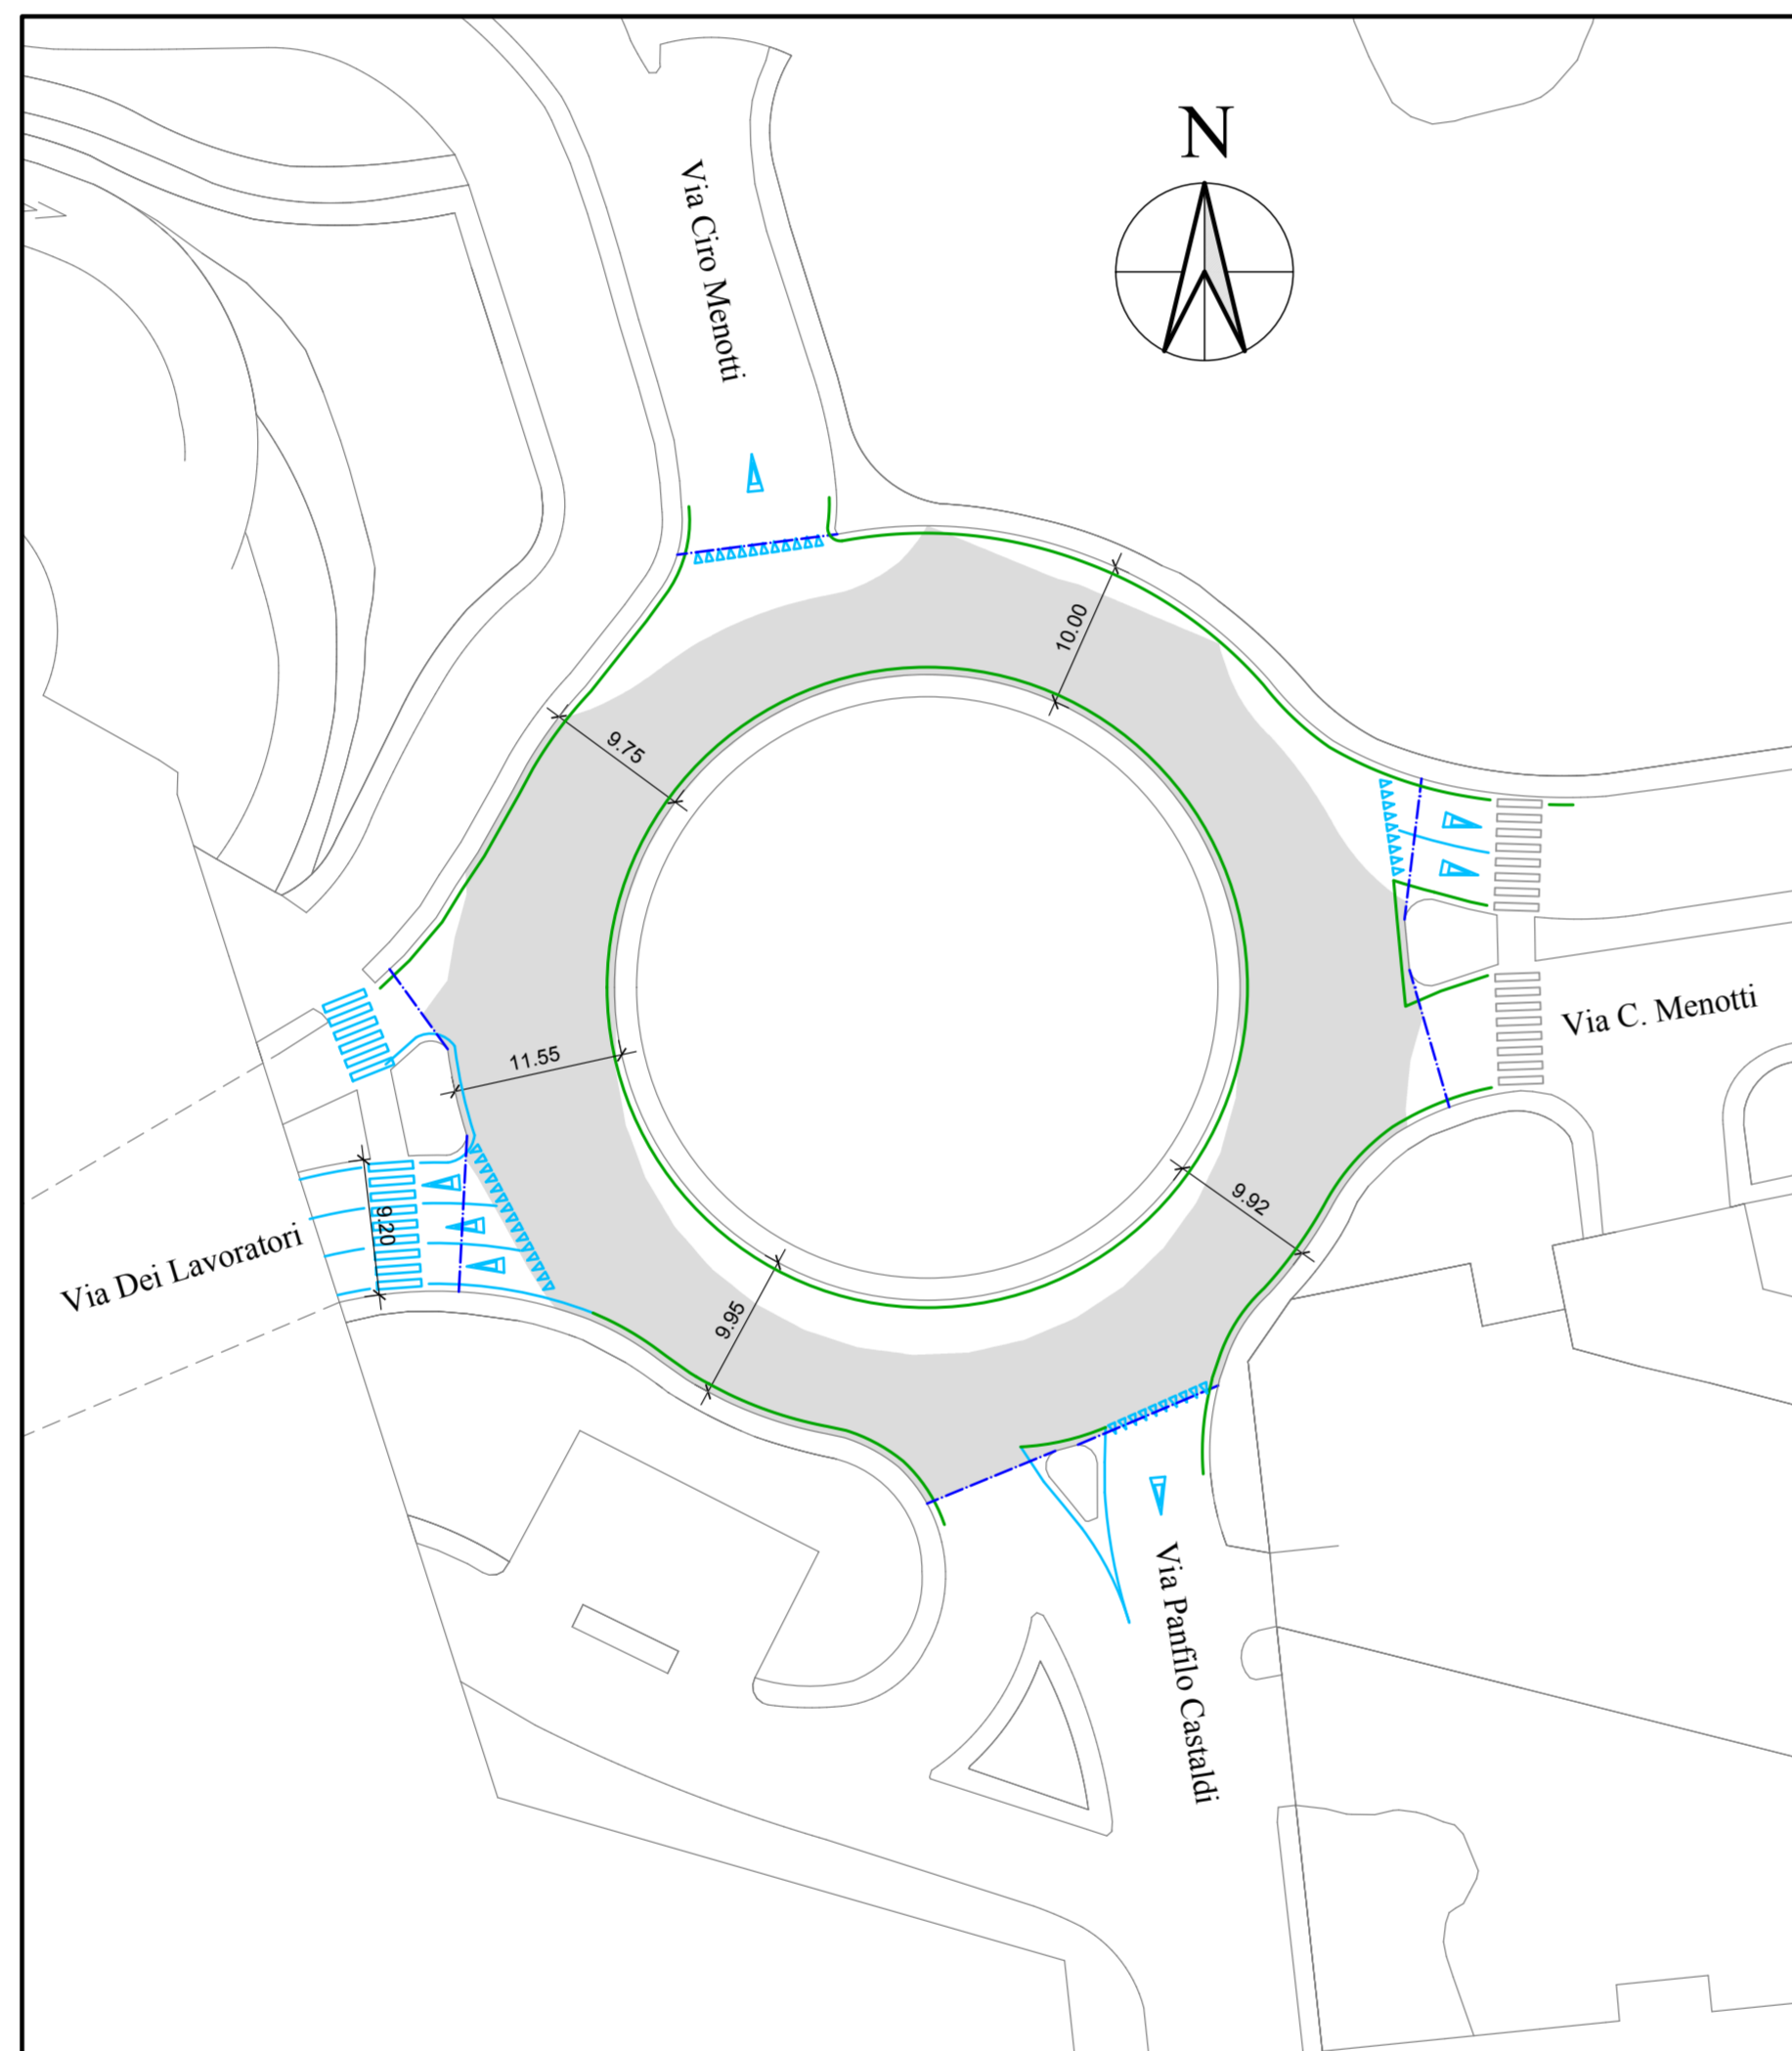 N
Via Ciro Menotti
10.00
9.75
Via C. Menotti
11.55
9.92
9.20
Via Dei Lavoratori
9.95
Via Panfilo Castaldi